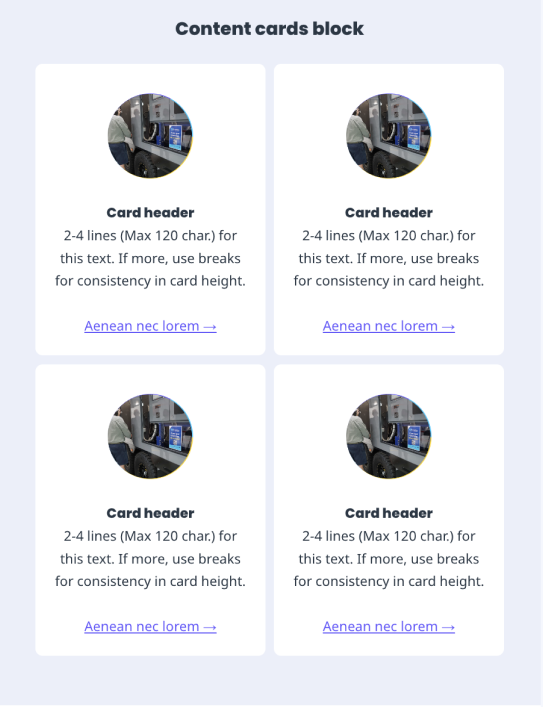 Content cards block
Card header
2-4 lines (Max 120 char.) for
this text. If more, use breaks
for consistency in card height.
Aenean nec lorem →
Card header
2-4 lines (Max 120 char.) for
this text. If more, use breaks
for consistency in card height.
Aenean nec lorem →
Card header
2-4 lines (Max 120 char.) for
this text. If more, use breaks
for consistency in card height.
Aenean nec lorem →
Card header
2-4 lines (Max 120 char.) for
this text. If more, use breaks
for consistency in card height.
Aenean nec lorem →